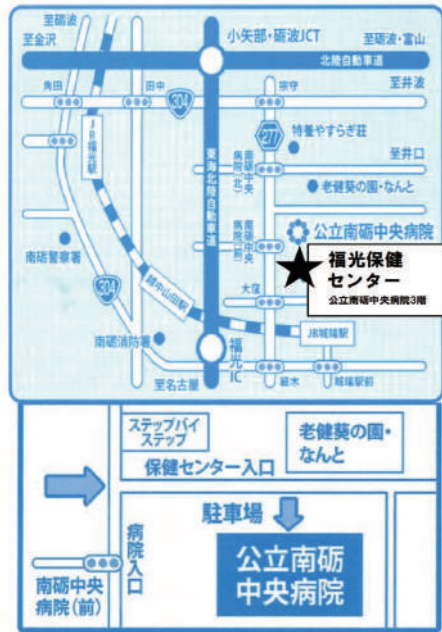 至砺波
至金沢
小矢部・砺波JCT
至砺波・富山
北陸自動車道
角田
田中
304
宗守
至井波
JR福光駅
217
特養やすらぎ荘
南砺中央病院(北)
至井口
東海北陸自動車道
老健葵の園・なんと
南砺中央病院(前)
公立南砺中央病院
南砺警察署
福光保健
センター
公立南砺中央病院3階
304
越中山田駅
大窪
南砺消防署
JR城端駅
福光IC
至名古屋
細木
城端駅前
ステップバイ
ステップ
老健葵の園・
なんと
保健センター入口
病院入口
駐車場
公立南砺
中央病院
南砺中央
病院(前)